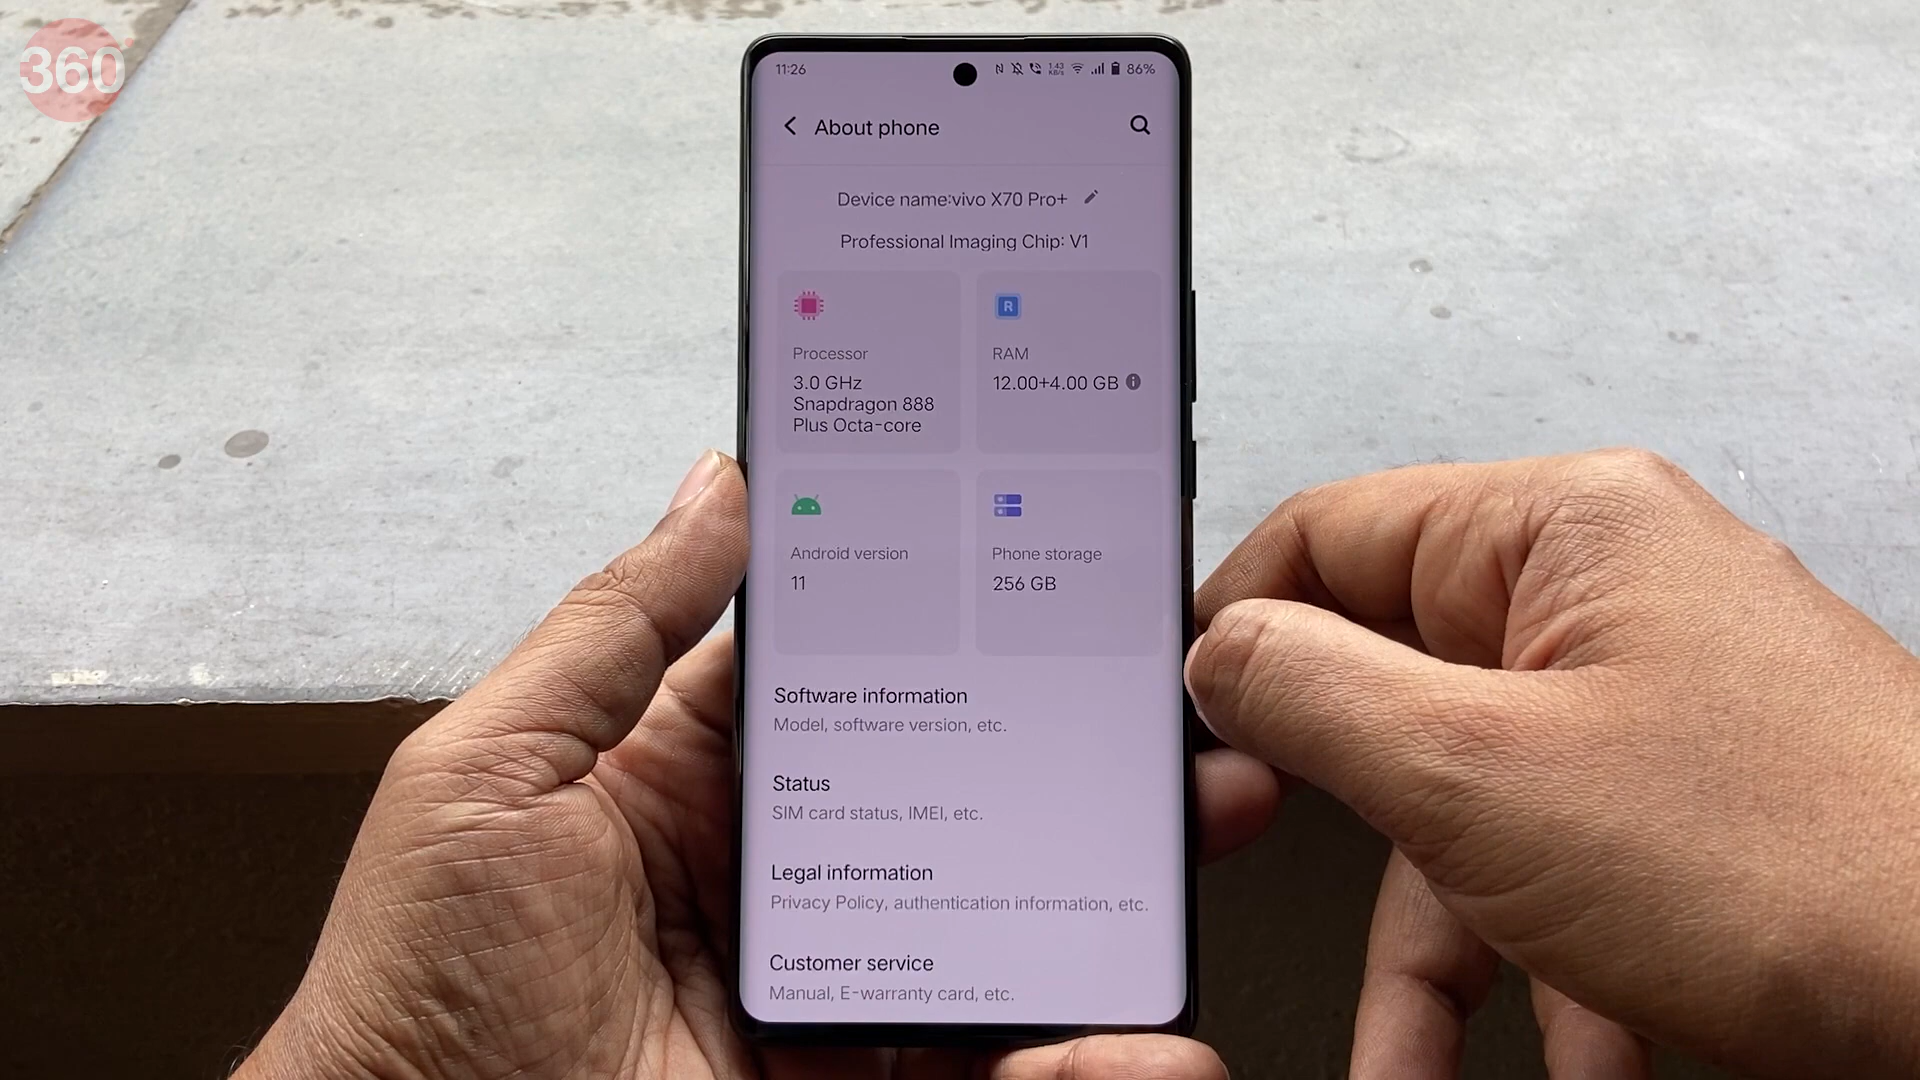 360
11:26
1.43
KB/s
86%
About phone
Device name:vivo X70 Pro+
Professional Imaging Chip: V1
Processor
3.0 GHz
Snapdragon 888
Plus Octa-core
R
RAM
12.00+4.00 GB
Android version
11
Phone storage
256 GB
Software information
Model, software version, etc.
Status
SIM card status, IMEI, etc.
Legal information
Privacy Policy, authentication information, etc.
Customer service
Manual, E-warranty card, etc.